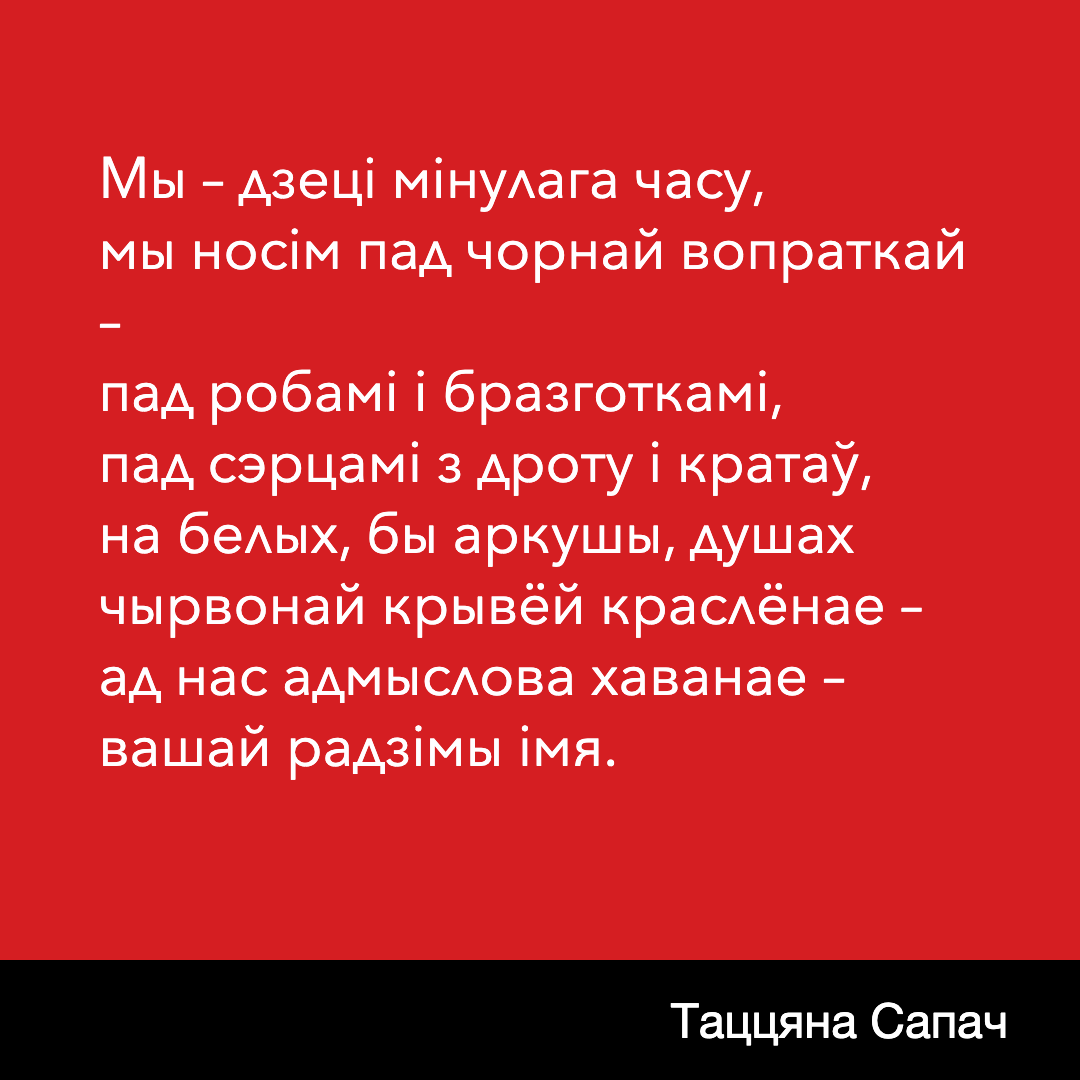 Мы – дзеці мінулага часу,
мы носім пад чорнай вопраткай
–
пад робамі і бразготкамі,
пад сэрцамі з дроту і кратаў,
на белых, бы аркушы, душах
чырвонай крывёй краслёнае –
ад нас адмыслова хаванае –
вашай радзімы імя.
Таццяна Сапач